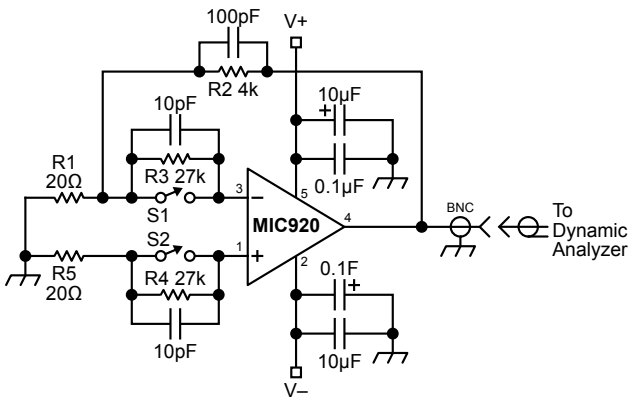 100pF
V+
R2 4k
10pF
10µF
+
R1
20Ω
R3 27k
0.1µF
S1
3
−
5
MIC920
4
BNC
To
Dynamic
Analyzer
S2
1
+
2
R5
20Ω
R4 27k
10pF
0.1F
+
10µF
V–